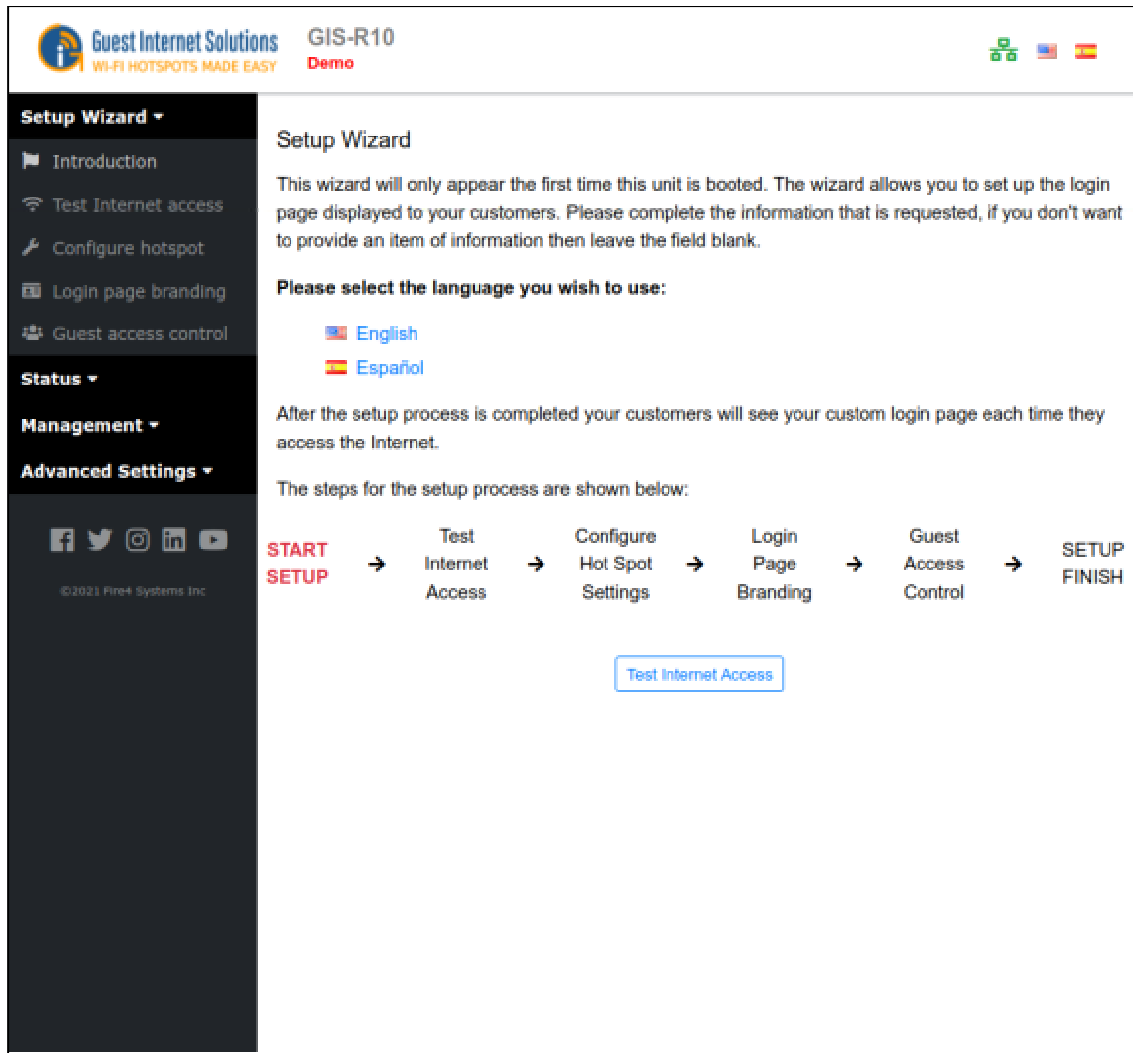 Guest Internet Solutions
WI-FI HOTSPOTS MADE EASY
GIS-R10
Demo
Setup Wizard
Introduction
Test Internet access
Configure hotspot
Login page branding
Guest access control
Status
Management
Advanced Settings
©2021 Fire4 Systems Inc
Setup Wizard
This wizard will only appear the first time this unit is booted. The wizard allows you to set up the login
page displayed to your customers. Please complete the information that is requested, if you don't want
to provide an item of information then leave the field blank.
Please select the language you wish to use:
English
Español
After the setup process is completed your customers will see your custom login page each time they
access the Internet.
The steps for the setup process are shown below:
START
SETUP
Test
Internet
Access
Configure
Hot Spot
Settings
Login
Page
Branding
Guest
Access
Control
SETUP
FINISH
Test Internet Access